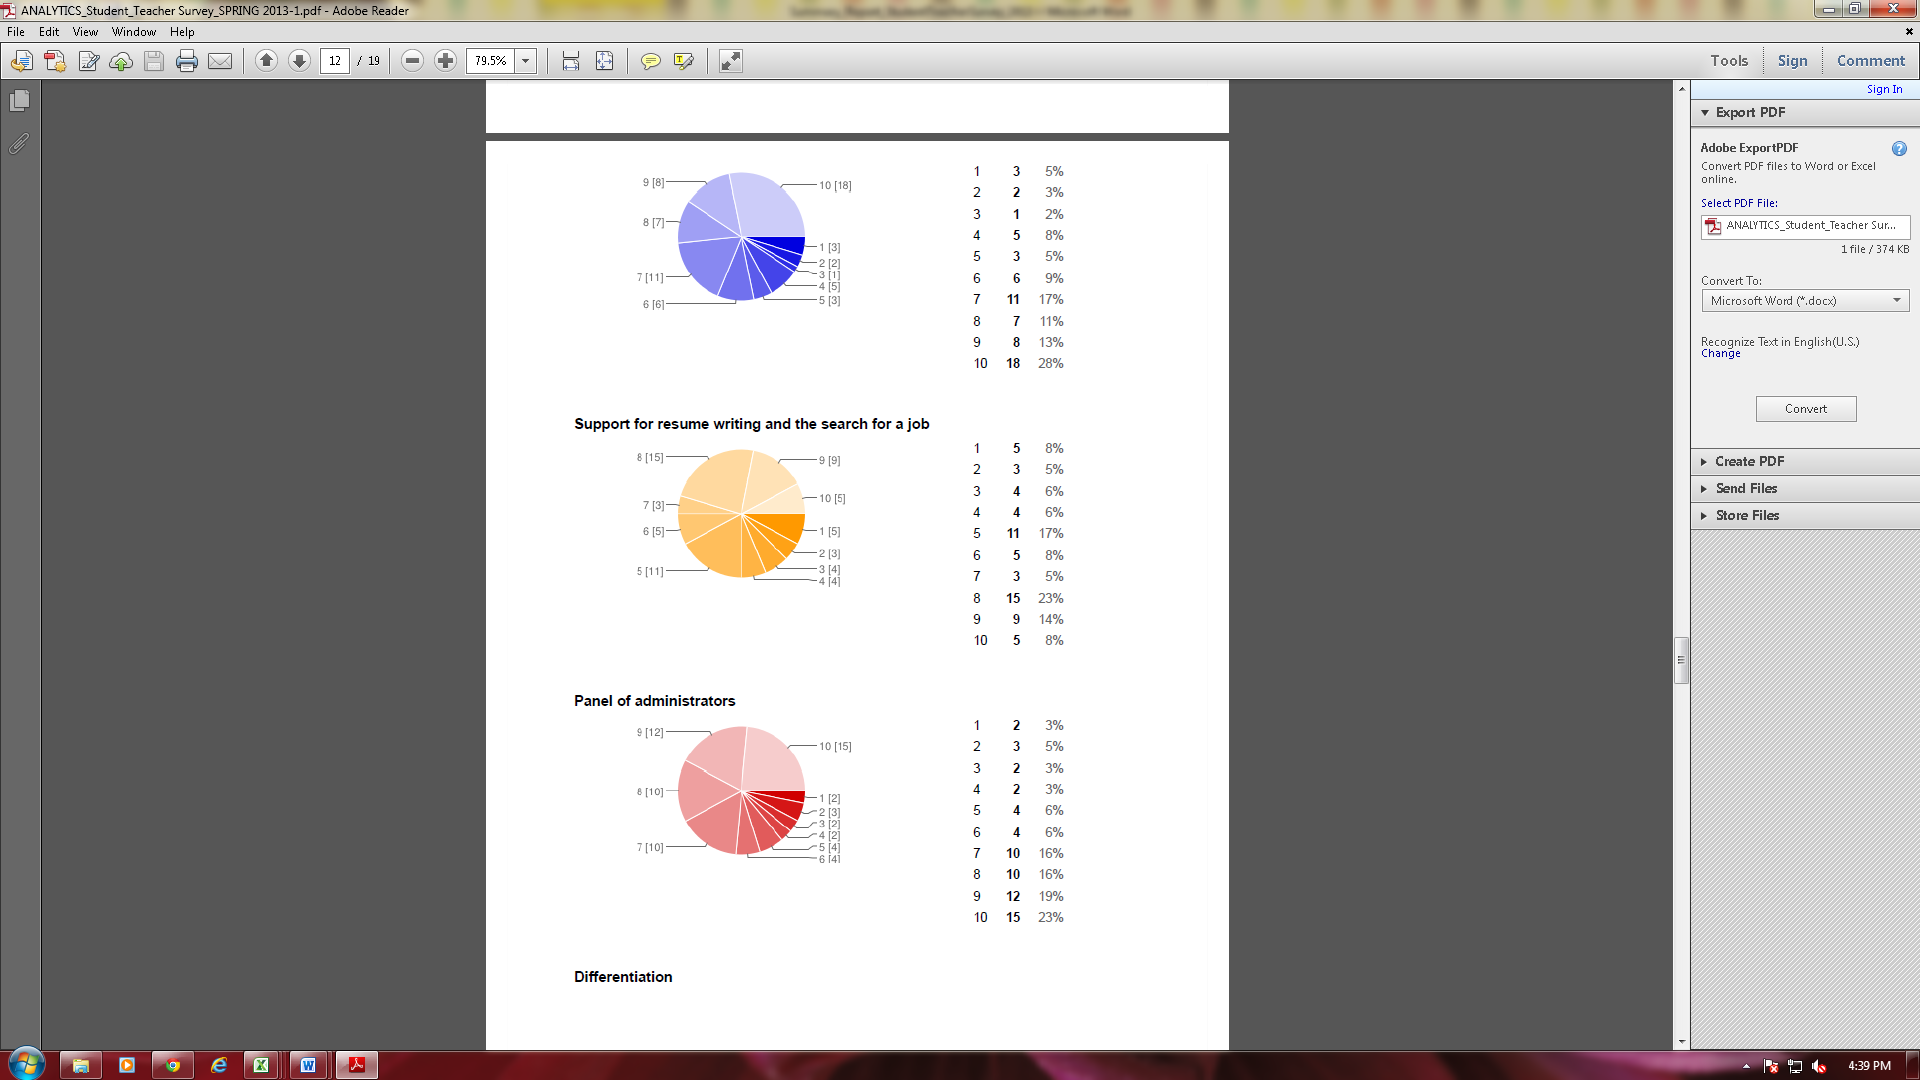 ANALYTICS_Student_Teacher Survey_SPRING 2013-1.pdf - Adobe Reader
File Edit View Window Help
12 / 19 79.5% Tools Sign Comment
Sign In
Export PDF
Adobe ExportPDF
Convert PDF files to Word or Excel
online.
Select PDF File:
ANALYTICS_Student_Teacher Sur...
1 file / 374 KB
Convert To:
Microsoft Word (*.docx)
Recognize Text in English(U.S.)
Change
Convert
Create PDF
Send Files
Store Files
9 [8]
10 [18]
8 [7]
1 [3]
2 [2]
3 [1]
7 [11]
4 [5]
5 [3]
6 [6]
1 3 5%
2 2 3%
3 1 2%
4 5 8%
5 3 5%
6 6 9%
7 11 17%
8 7 11%
9 8 13%
10 18 28%
Support for resume writing and the search for a job
8 [15]
9 [9]
10 [5]
7 [3]
6 [5]
1 [5]
2 [3]
3 [4]
5 [11]
4 [4]
1 5 8%
2 3 5%
3 4 6%
4 4 6%
5 11 17%
6 5 8%
7 3 5%
8 15 23%
9 9 14%
10 5 8%
Panel of administrators
9 [12]
10 [15]
8 [10]
1 [2]
2 [3]
3 [2]
4 [2]
7 [10]
5 [4]
6 [4]
1 2 3%
2 3 5%
3 2 3%
4 2 3%
5 4 6%
6 4 6%
7 10 16%
8 10 16%
9 12 19%
10 15 23%
Differentiation
4:39 PM